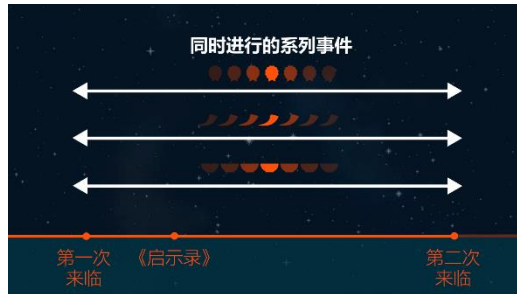 同时进行的系列事件
第一次
来临
《启示录》
第二次
来临